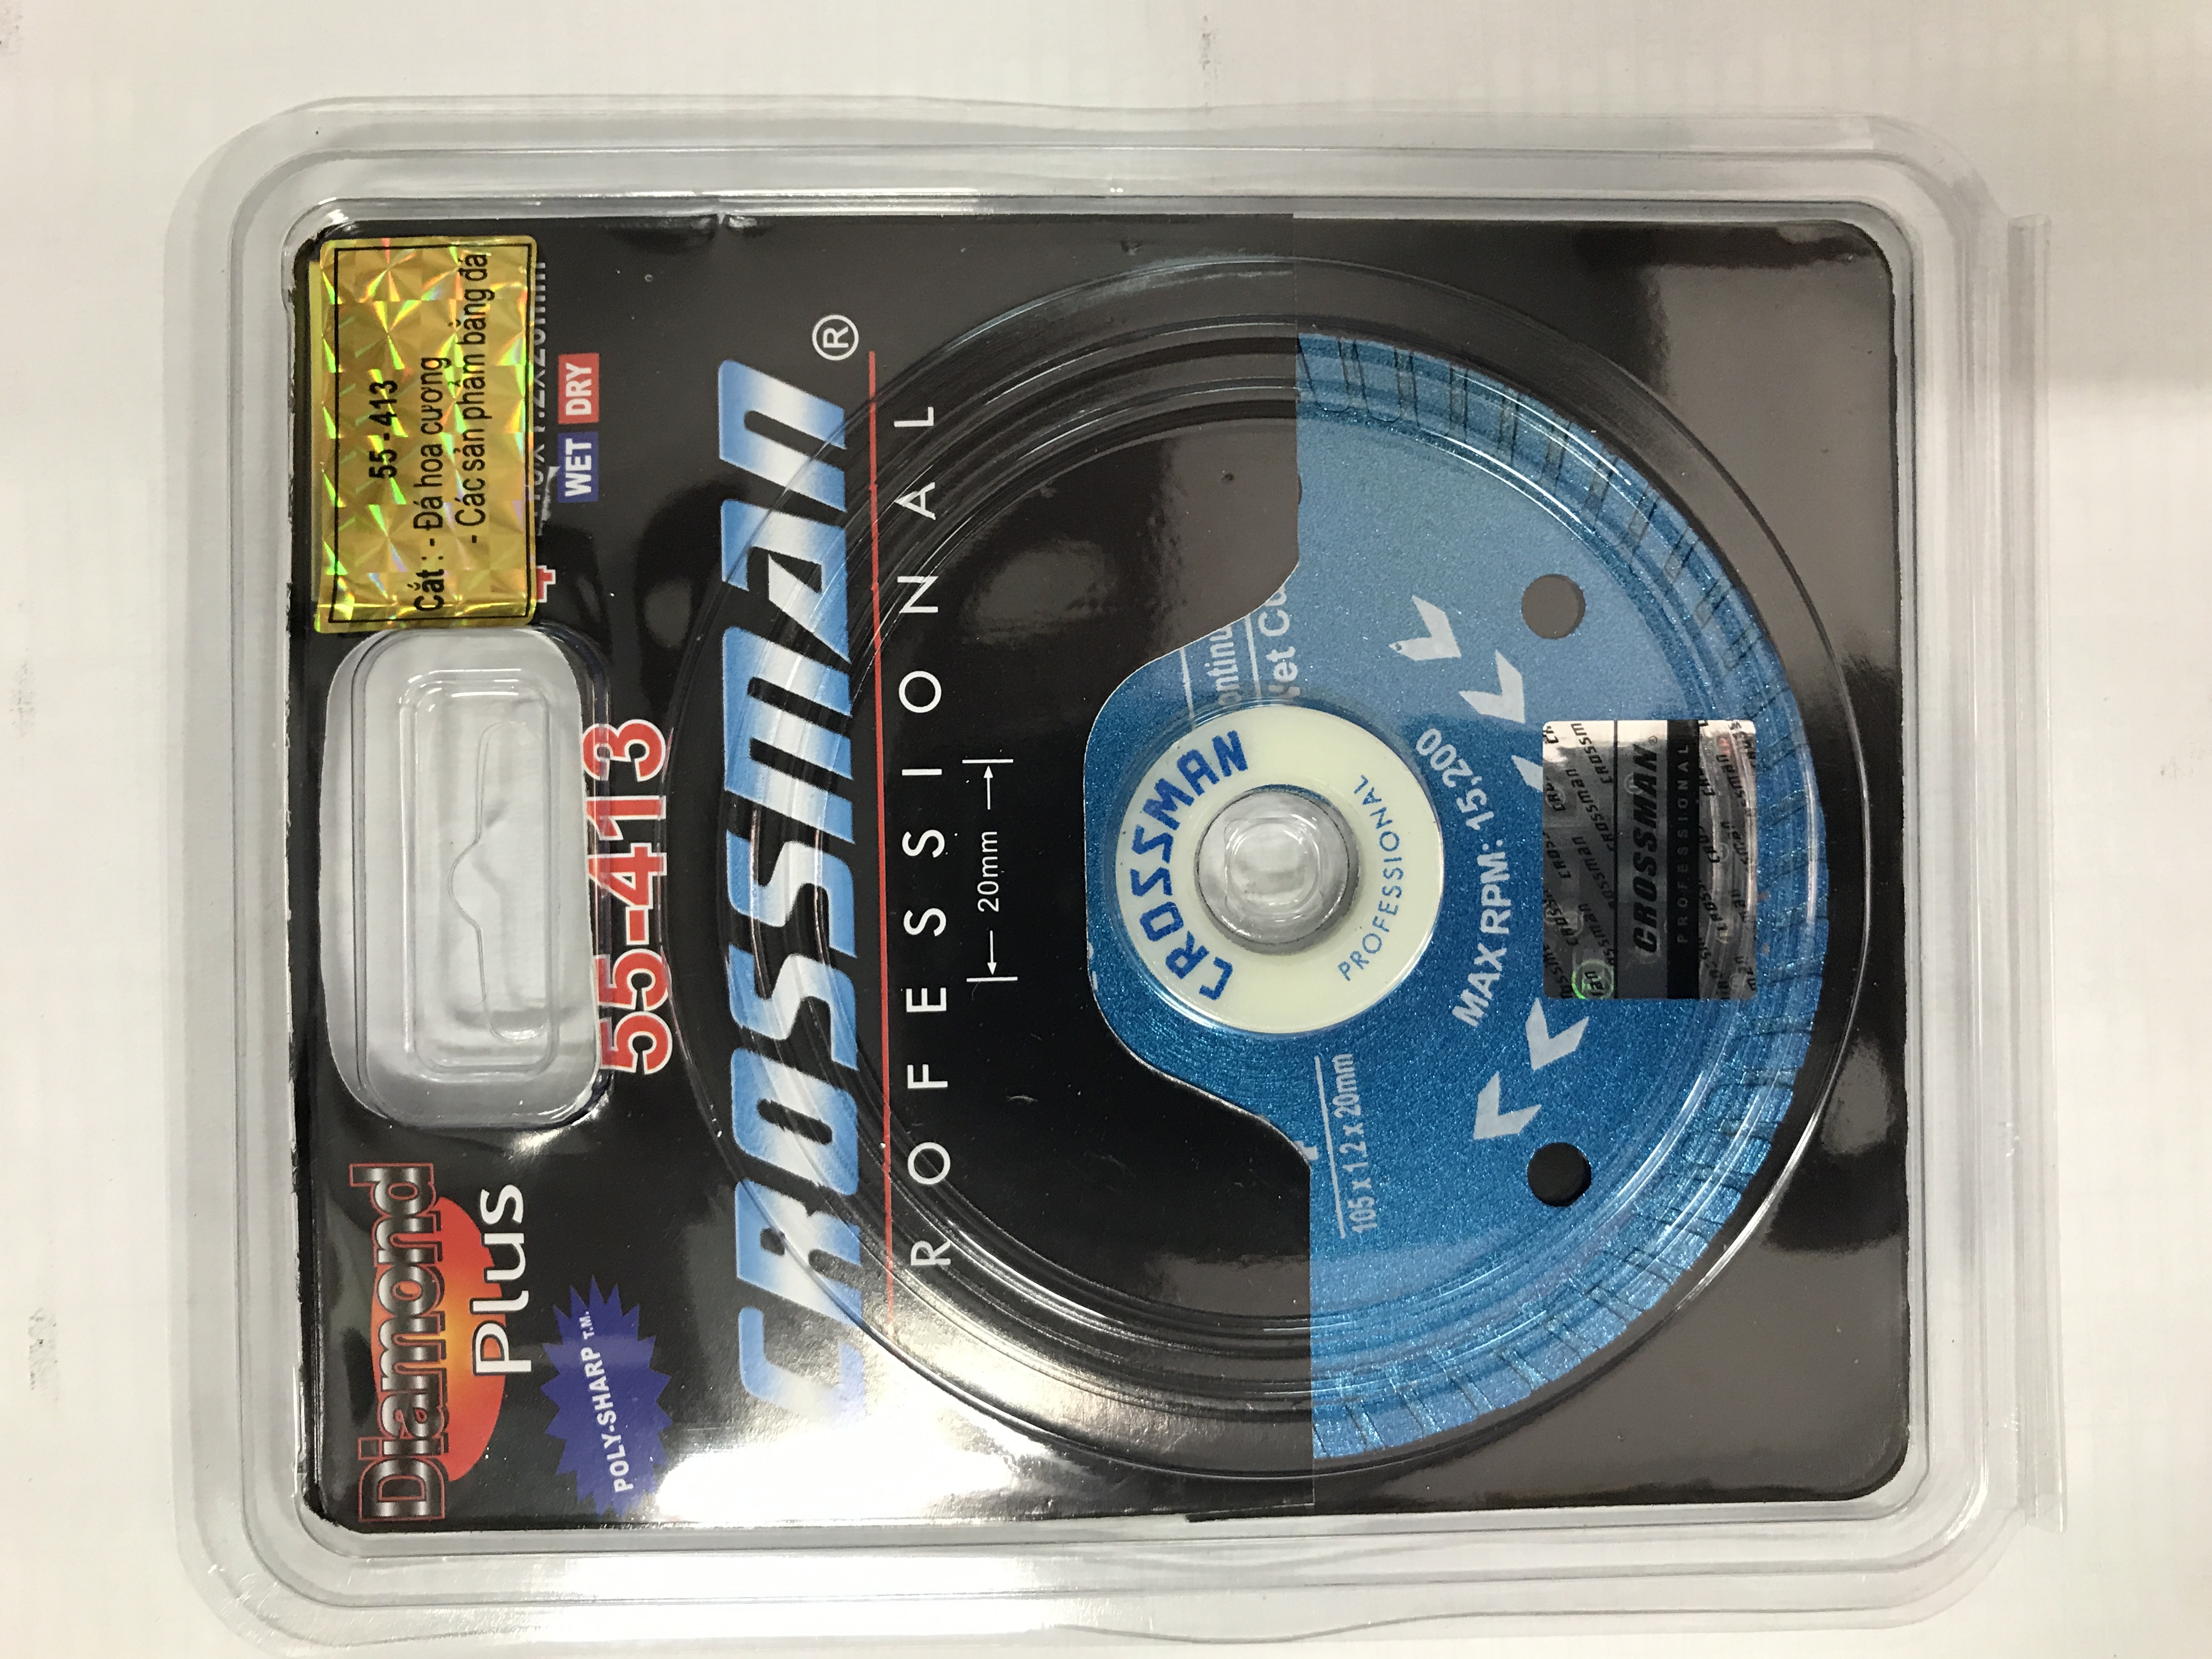 Diamond
Plus
POLY-SHARP T.M.
55-413
55-413
Cắt : - Đá hoa cương
- Các sản phẩm bằng đá
4"
WET DRY
CROSSMAN®
PROFESSIONAL
20mm
CROSSMAN
PROFESSIONAL
105 x 1.2 x 20mm
MAX RPM: 15,200
CROSSMAN®
PROFESSIONAL